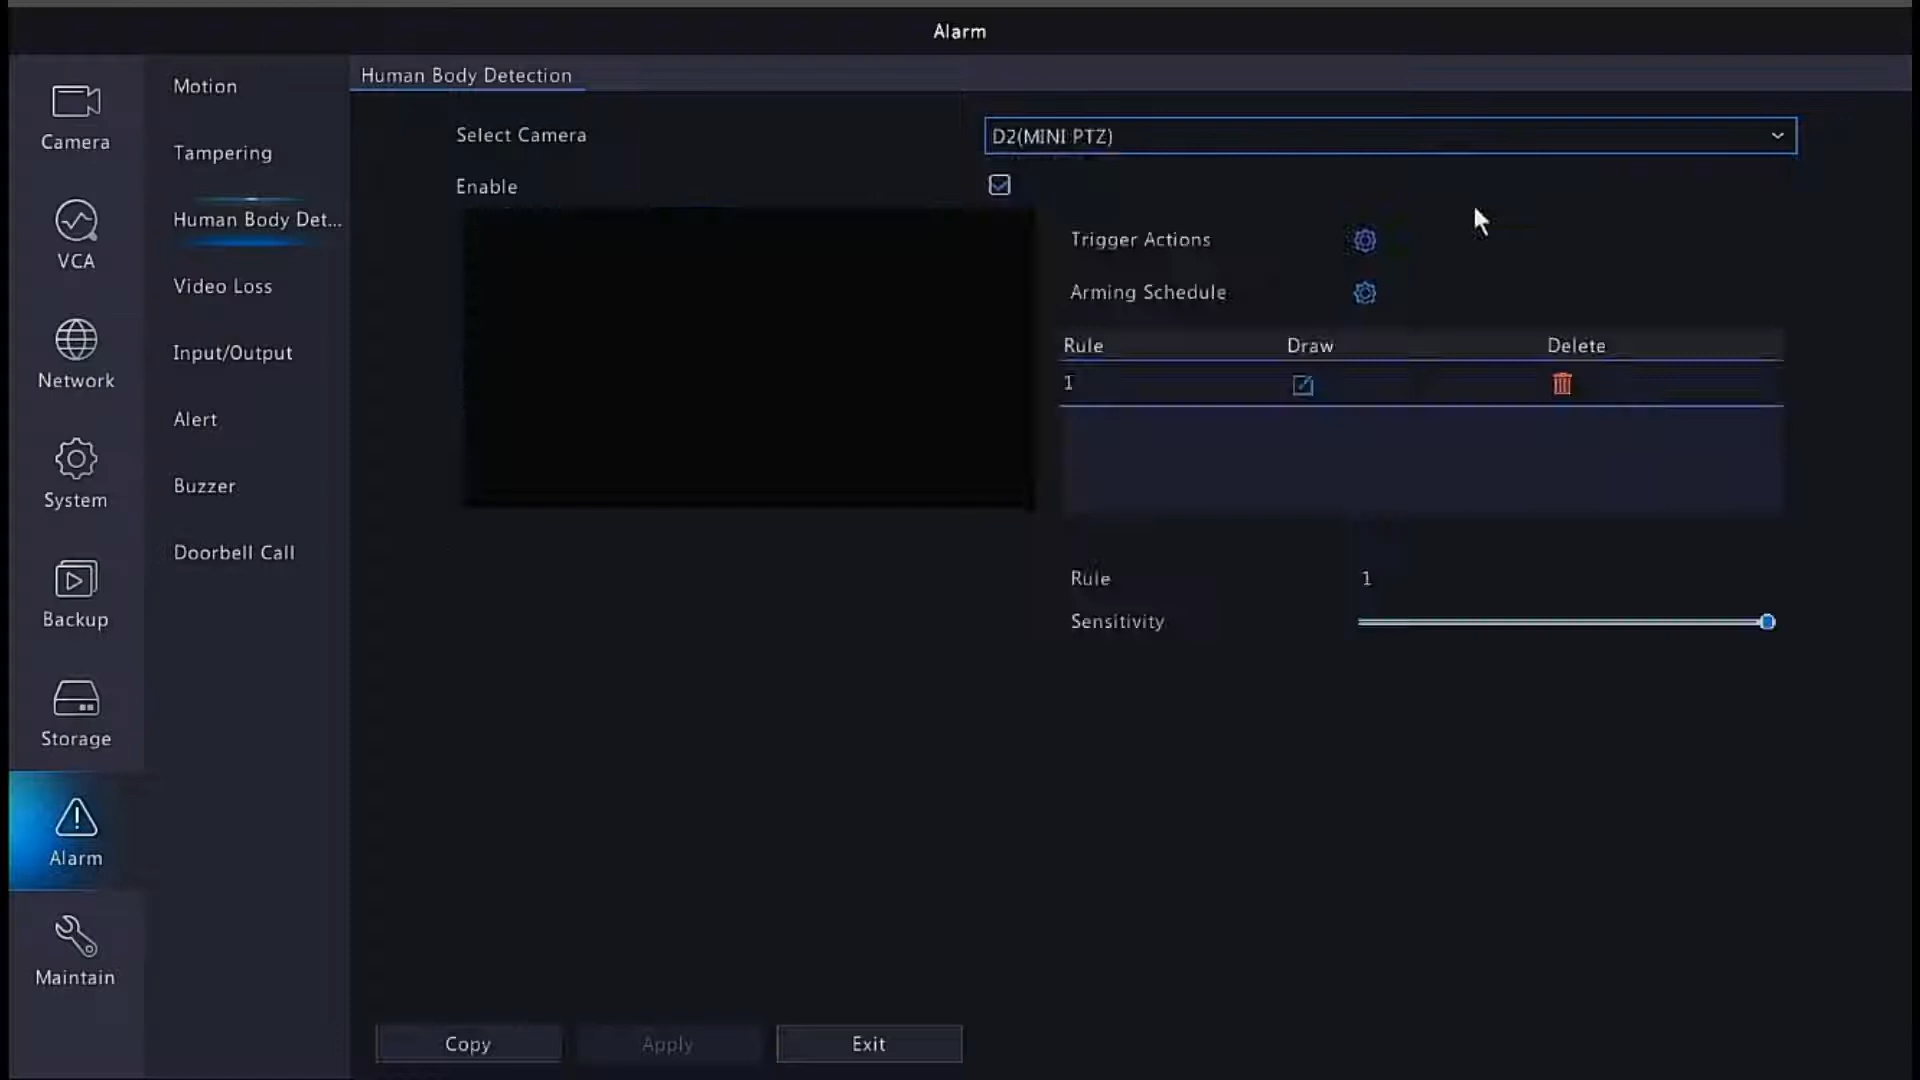 Alarm
Camera
VCA
Network
System
Backup
Storage
Alarm
Maintain
Motion
Tampering
Human Body Det...
Video Loss
Input/Output
Alert
Buzzer
Doorbell Call
Human Body Detection
Select Camera
D2(MINI PTZ)
Enable
Trigger Actions
Arming Schedule
Rule Draw Delete
1
Rule 1
Sensitivity
Copy Apply Exit